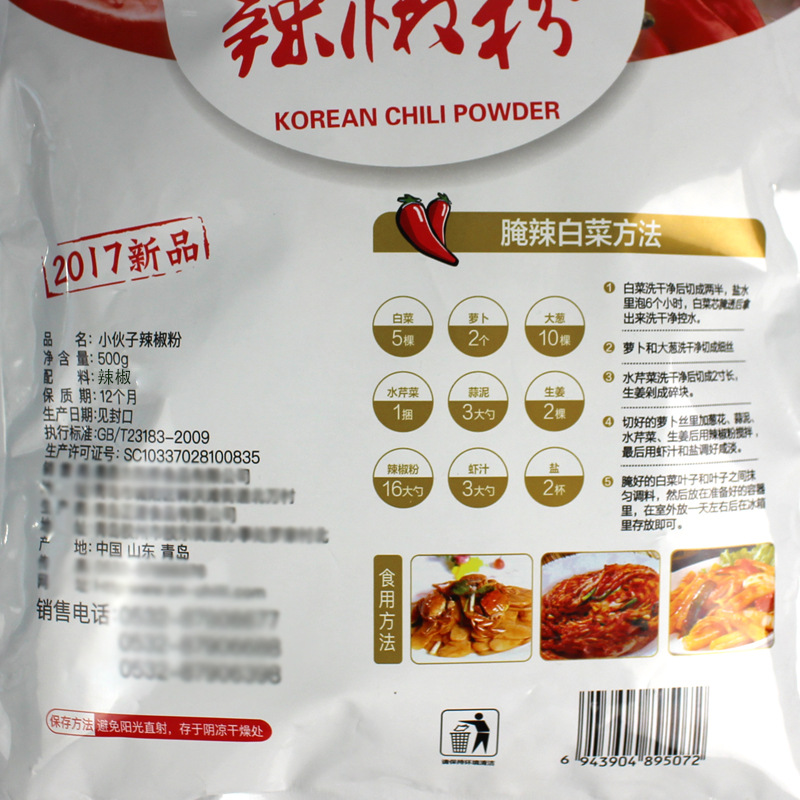 辣椒粉
KOREAN CHILI POWDER
2017新品
腌辣白菜方法
白菜
5棵
萝卜
2个
大葱
10棵
水芹菜
1捆
蒜泥
3大勺
生姜
2棵
辣椒粉
16大勺
虾汁
3大勺
盐
2杯
1 白菜洗干净后切成两半，盐水
里泡6个小时，白菜芯腌透后拿
出来洗干净控水。
2 萝卜和大葱洗干净切成细丝
3 水芹菜洗干净后切成2寸长，
生姜剁成碎块。
4 切好的萝卜丝里加葱花、蒜泥、
水芹菜、生姜后用辣椒粉搅拌，
最后用虾汁和盐调好咸淡。
5 腌好的白菜叶子和叶子之间抹
匀调料，然后放在准备好的容器
里，在室外放一天左右后在冰箱
里存放即可。
品 名：小伙子辣椒粉
净 含 量：500g
配 料：辣椒
保 质 期：12个月
生产日期：见封口
执行标准：GB/T23183-2009
生产许可证号：SC10337028100835
产 地：中国 山东 青岛
销售电话：
食用方法
保存方法 避免阳光直射，存于阴凉干燥处
请保持环境清洁
6 943904 895072